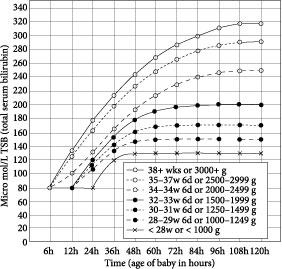 Micro mol/L TSB (total serum bilirubin)
340
320
300
280
260
240
220
200
180
160
140
120
100
80
60
40
20
0
38+ wks or 3000+ g
35–37w 6d or 2500–2999 g
34–34w 6d or 2000–2499 g
32–33w 6d or 1500–1999 g
30–31w 6d or 1250–1499 g
28–29w 6d or 1000–1249 g
< 28w or < 1000 g
6h 12h 24h 36h 48h 60h 72h 84h 96h 108h 120h
Time (age of baby in hours)